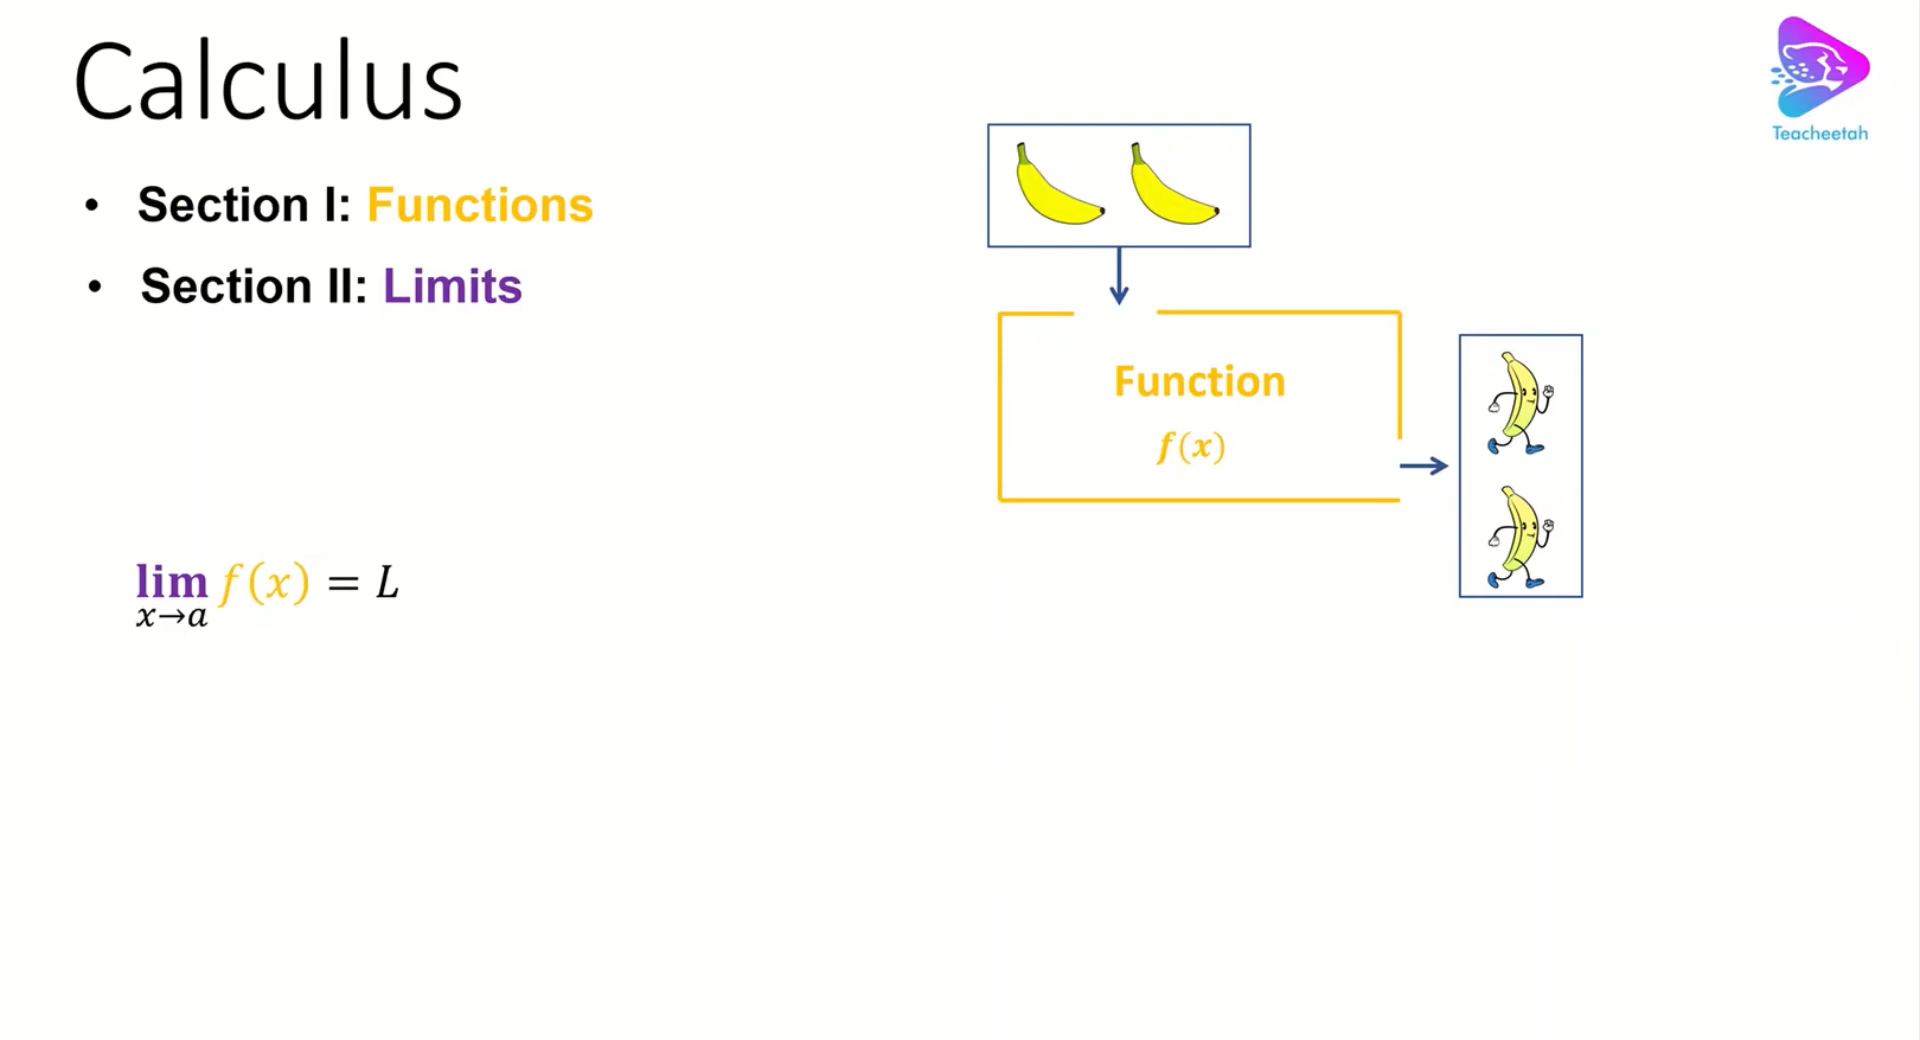 Calculus
Teacheetah
• Section I: Functions
• Section II: Limits
Function
f(x)
lim f(x) = L
x→a